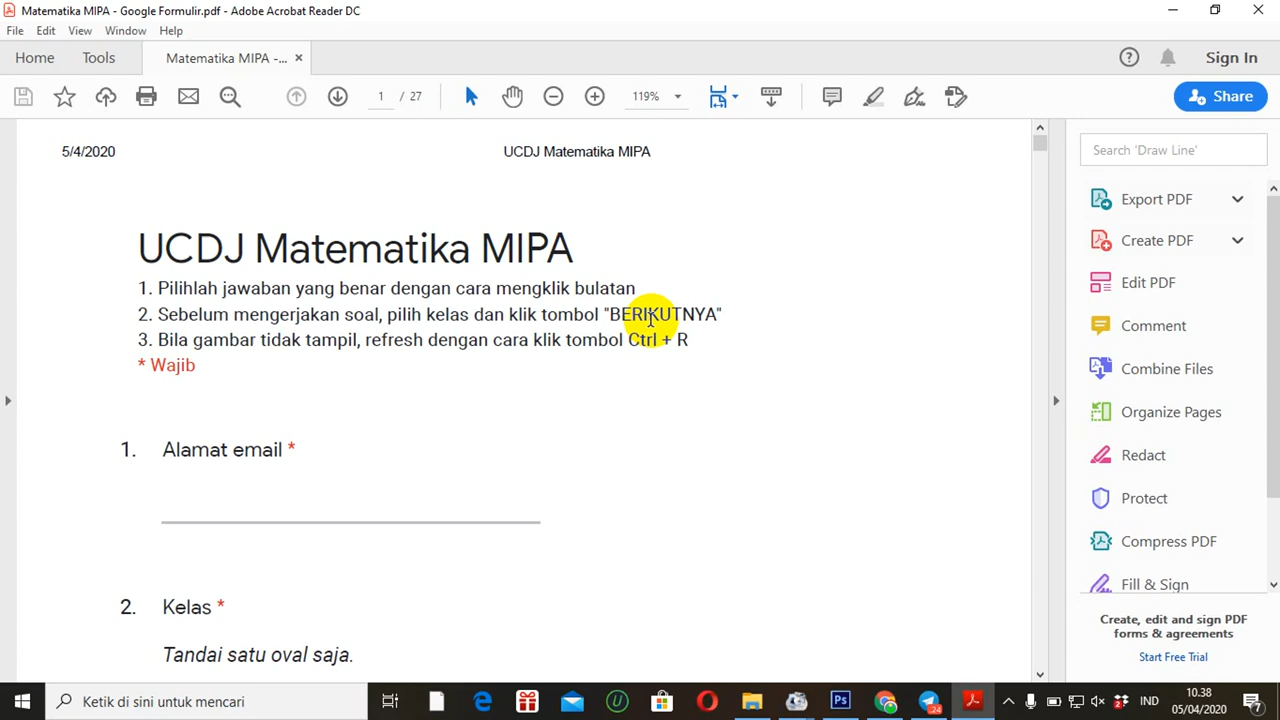 Matematika MIPA - Google Formulir.pdf - Adobe Acrobat Reader DC
File Edit View Window Help
Home Tools Matematika MIPA -... ×
Sign In
1 / 27
119%
Share
5/4/2020 UCDJ Matematika MIPA
UCDJ Matematika MIPA
1. Pilihlah jawaban yang benar dengan cara mengklik bulatan
2. Sebelum mengerjakan soal, pilih kelas dan klik tombol "BERIKUTNYA"
3. Bila gambar tidak tampil, refresh dengan cara klik tombol Ctrl + R
* Wajib
1. Alamat email *
2. Kelas *
Tandai satu oval saja.
Search 'Draw Line'
Export PDF
Create PDF
Edit PDF
Comment
Combine Files
Organize Pages
Redact
Protect
Compress PDF
Fill & Sign
Create, edit and sign PDF
forms & agreements
Start Free Trial
Ketik di sini untuk mencari
Ps
24
IND
10.38
05/04/2020
7